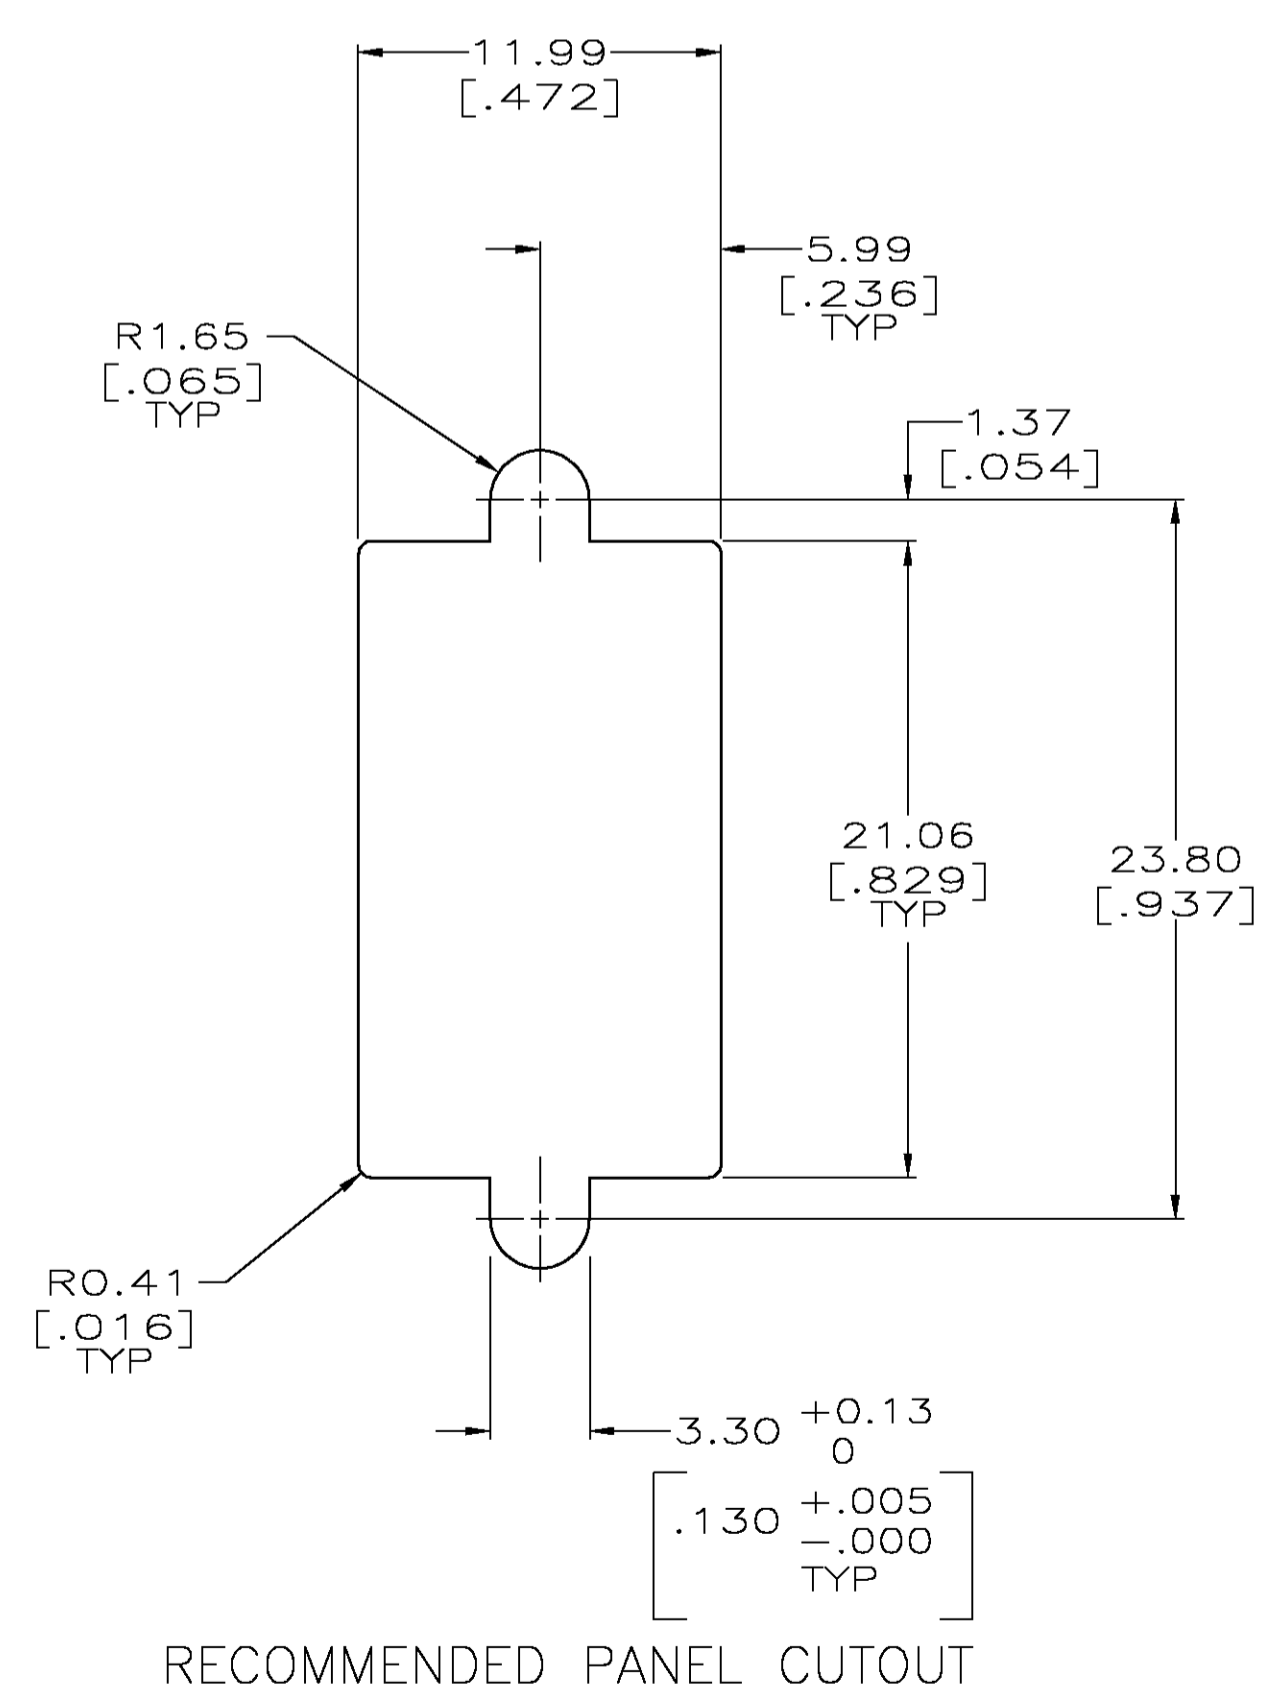 11.99
[.472]
5.99
[.236]
TYP
R1.65
[.065]
TYP
1.37
[.054]
21.06
[.829]
TYP
23.80
[.937]
R0.41
[.016]
TYP
3.30 +0.13
0
[.130 +.005
-.000
TYP]
RECOMMENDED PANEL CUTOUT